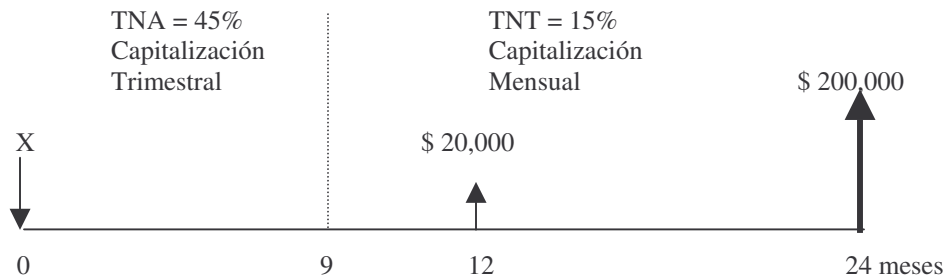 TNA = 45%
Capitalización
Trimestral
TNT = 15%
Capitalización
Mensual
$ 200,000
X
$ 20,000
0
9
12
24 meses